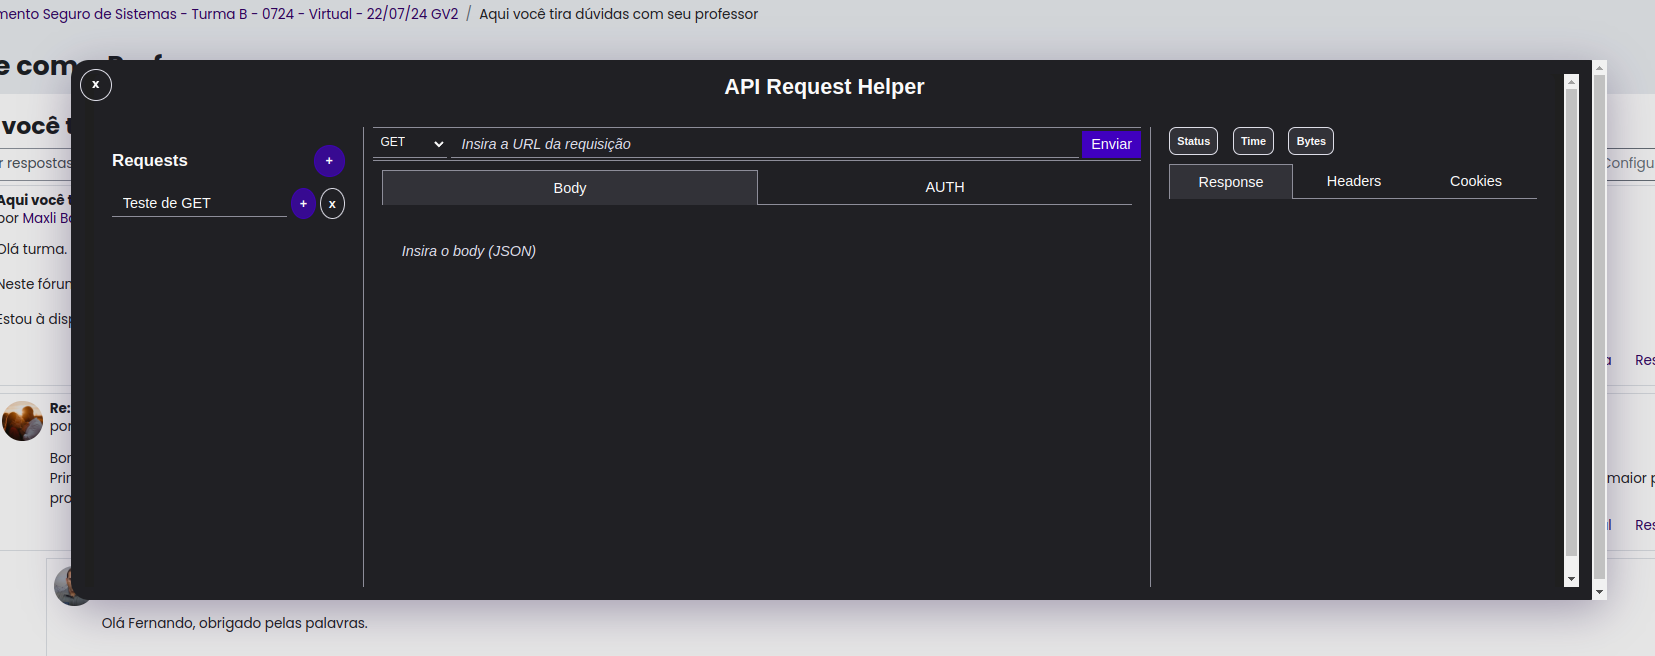 mento Seguro de Sistemas - Turma B - 0724 - Virtual - 22/07/24 GV2 / Aqui você tira dúvidas com seu professor
e com
x
API Request Helper
você t
r respostas
Configu
Requests
+
Teste de GET
+
x
GET
Insira a URL da requisição
Enviar
Body
AUTH
Insira o body (JSON)
Status
Time
Bytes
Response
Headers
Cookies
Aqui você t
por Maxli Ba
Olá turma.
Neste fórun
Estou à disp
a
Res
Re:
por
Bor
Prin
pro
maior p
Res
Olá Fernando, obrigado pelas palavras.